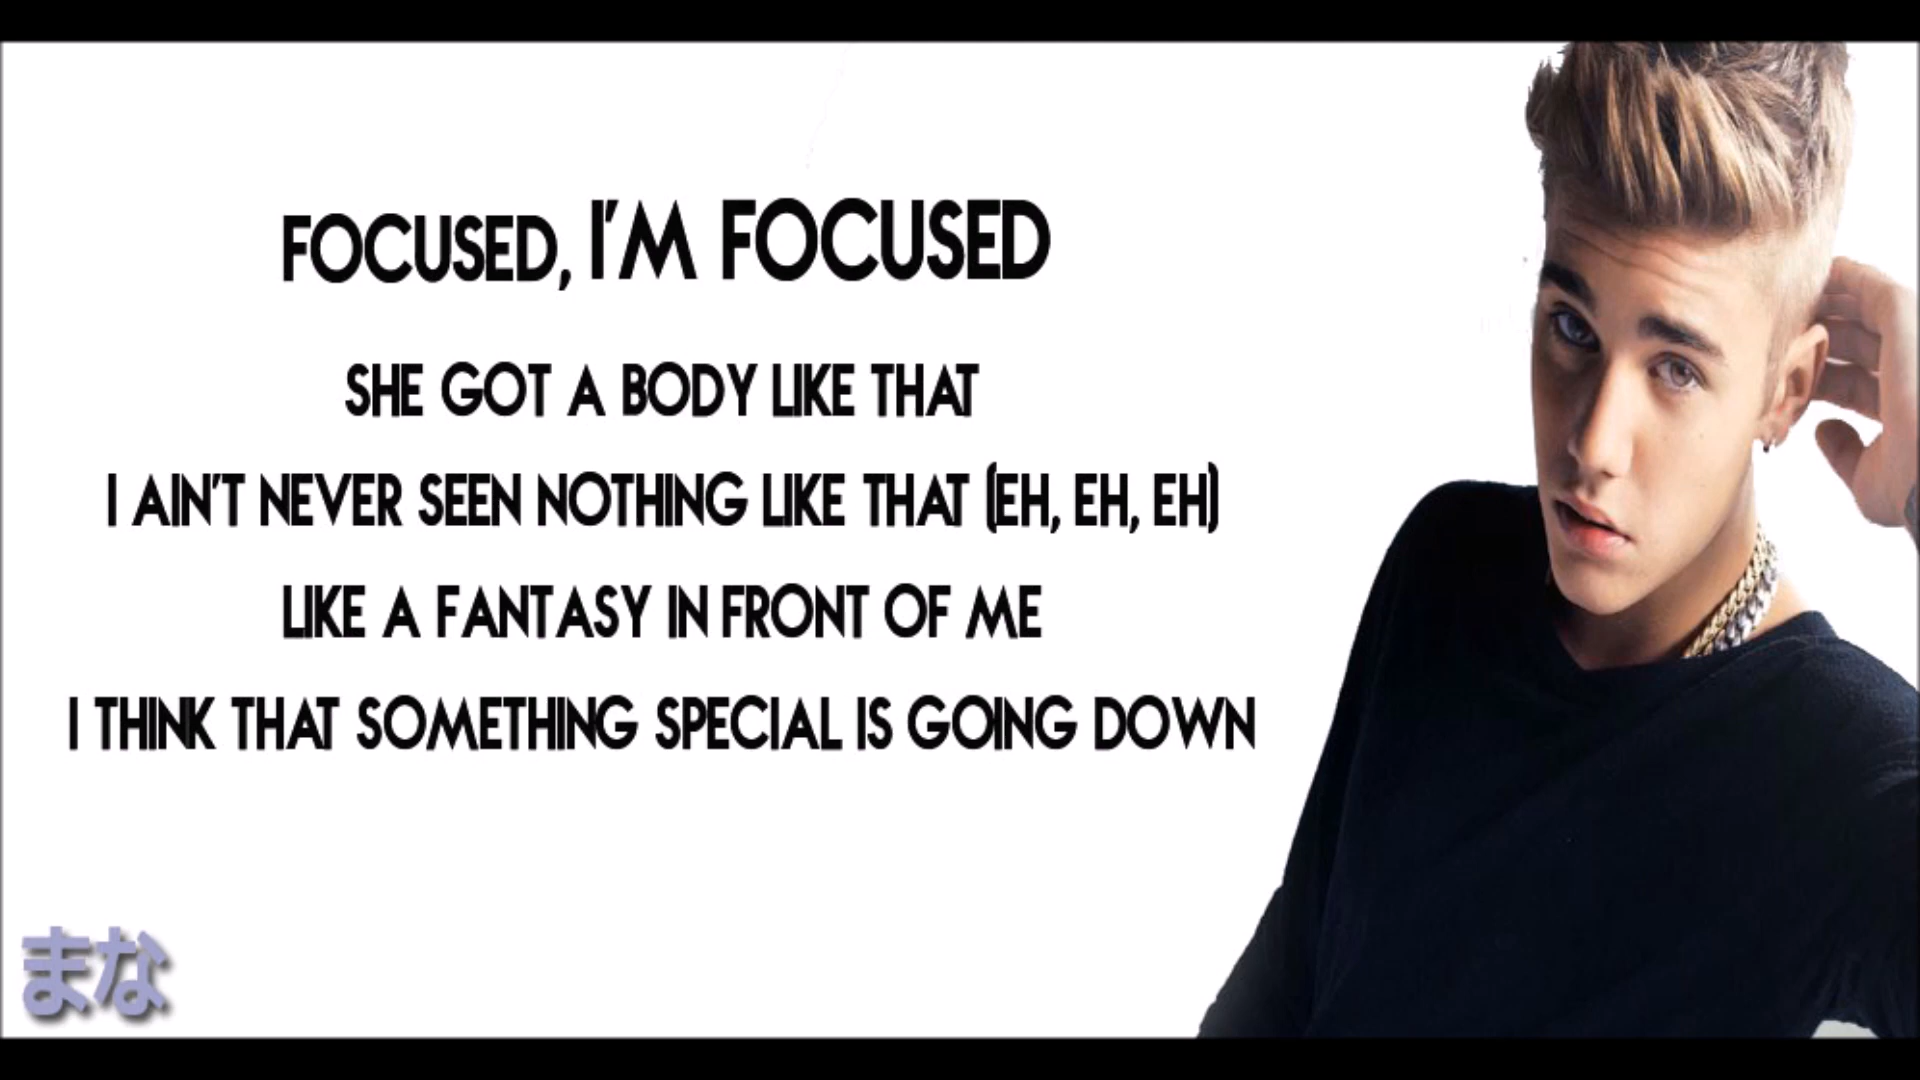 FOCUSED, I'M FOCUSED
SHE GOT A BODY LIKE THAT
I AIN'T NEVER SEEN NOTHING LIKE THAT (EH, EH, EH)
LIKE A FANTASY IN FRONT OF ME
I THINK THAT SOMETHING SPECIAL IS GOING DOWN
まな